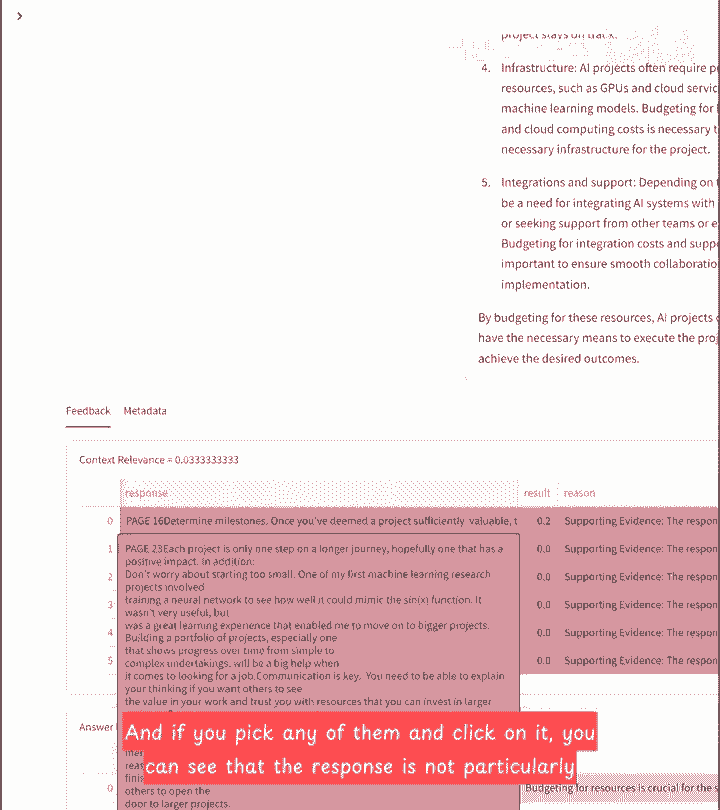 project stays on track.
4. Infrastructure: AI projects often require
resources, such as GPUs and cloud servic
machine learning models. Budgeting for
and cloud computing costs is necessary t
necessary infrastructure for the project.
5. Integrations and support: Depending on
be a need for integrating AI systems with
or seeking support from other teams or e
Budgeting for integration costs and supp
important to ensure smooth collaboratio
implementation.
By budgeting for these resources, AI projects
have the necessary means to execute the proj
achieve the desired outcomes.
Feedback Metadata
Context Relevance = 0.0333333333
response result reason
0 PAGE 16Determine milestones. Once you've deemed a project sufficiently valuable, t 0.2 Supporting Evidence: The respon
1 PAGE 23Each project is only one step on a longer journey, hopefully one that has a 0.0 Supporting Evidence: The respon
positive impact. In addition:
2 Don't worry about starting too small. One of my first machine learning research 0.0 Supporting Evidence: The respon
projects involved
3 training a neural network to see how well it could mimic the sin(x) function. It 0.0 Supporting Evidence: The respon
wasn't very useful, but
was a great learning experience that enabled me to move on to bigger projects.
4 Building a portfolio of projects, especially one 0.0 Supporting Evidence: The respon
that shows progress over time from simple to
5 complex undertakings, will be a big help when 0.0 Supporting Evidence: The respon
it comes to looking for a job.Communication is key. You need to be able to explain
your thinking if you want others to see
the value in your work and trust you with resources that you can invest in larger
Answer
And if you pick any of them and click on it, you
can see that the response is not particularly
0 others to open the Budgeting for resources is crucial for the s
door to larger projects.